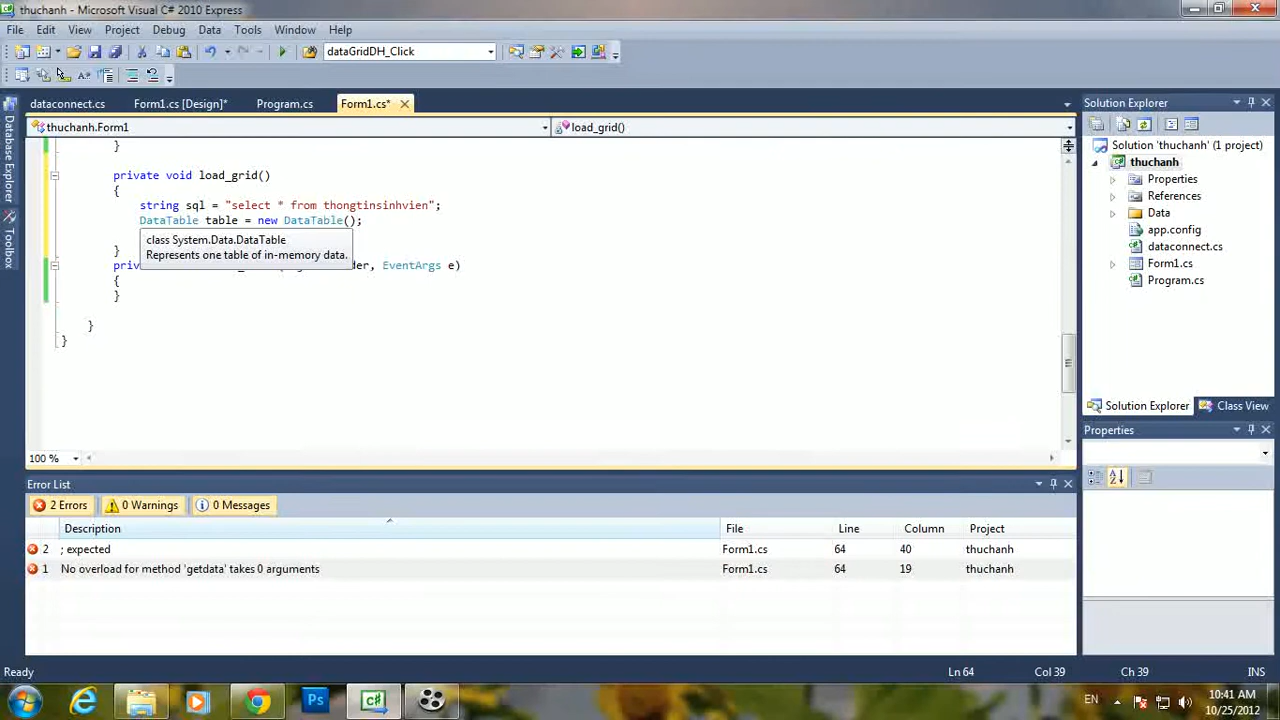 thuchanh - Microsoft Visual C# 2010 Express
File Edit View Project Debug Data Tools Window Help
dataGridDH_Click
dataconnect.cs Form1.cs [Design]* Program.cs Form1.cs*
thuchanh.Form1 load_grid()
}
private void load_grid()
{
string sql = "select * from thongtinsinhvien";
DataTable table = new DataTable();
class System.Data.DataTable
Represents one table of in-memory data.
}
EventArgs e)
{
}
}
}
100 %
Database Explorer
Toolbox
Solution Explorer
Solution 'thuchanh' (1 project)
thuchanh
Properties
References
Data
app.config
dataconnect.cs
Form1.cs
Program.cs
Solution Explorer Class View
Properties
Error List
2 Errors 0 Warnings 0 Messages
Description File Line Column Project
2 ; expected Form1.cs 64 40 thuchanh
1 No overload for method 'getdata' takes 0 arguments Form1.cs 64 19 thuchanh
Ready Ln 64 Col 39 Ch 39 INS
Ps C# EN 10:41 AM
10/25/2012